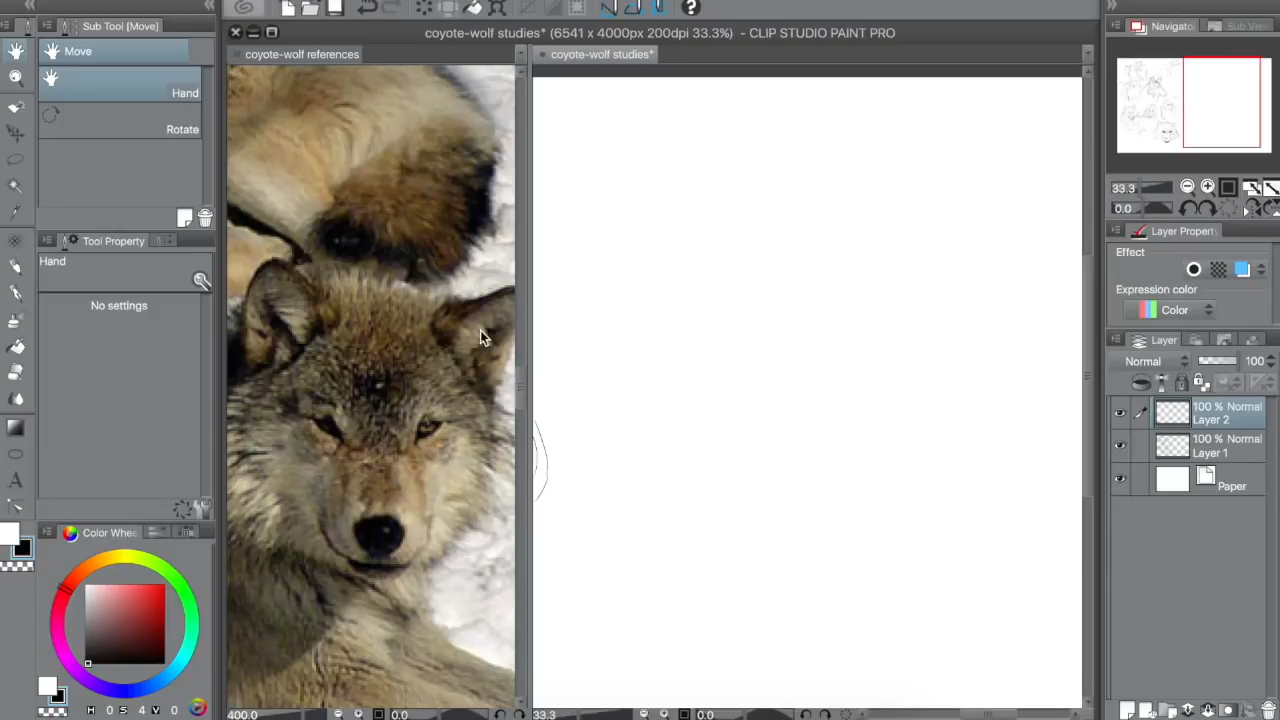 Sub Tool [Move]
Move
Hand
Rotate
Tool Property
Hand
No settings
Color Whee
H 0 S 4 V 0
coyote-wolf studies* (6541 x 4000px 200dpi 33.3%) - CLIP STUDIO PAINT PRO
coyote-wolf references
coyote-wolf studies*
400.0
0.0
33.3
0.0
Navigato
Sub View
33.3
0.0
Layer Property
Effect
Expression color
Color
Layer
Normal
100
100 % Normal
Layer 2
100 % Normal
Layer 1
Paper